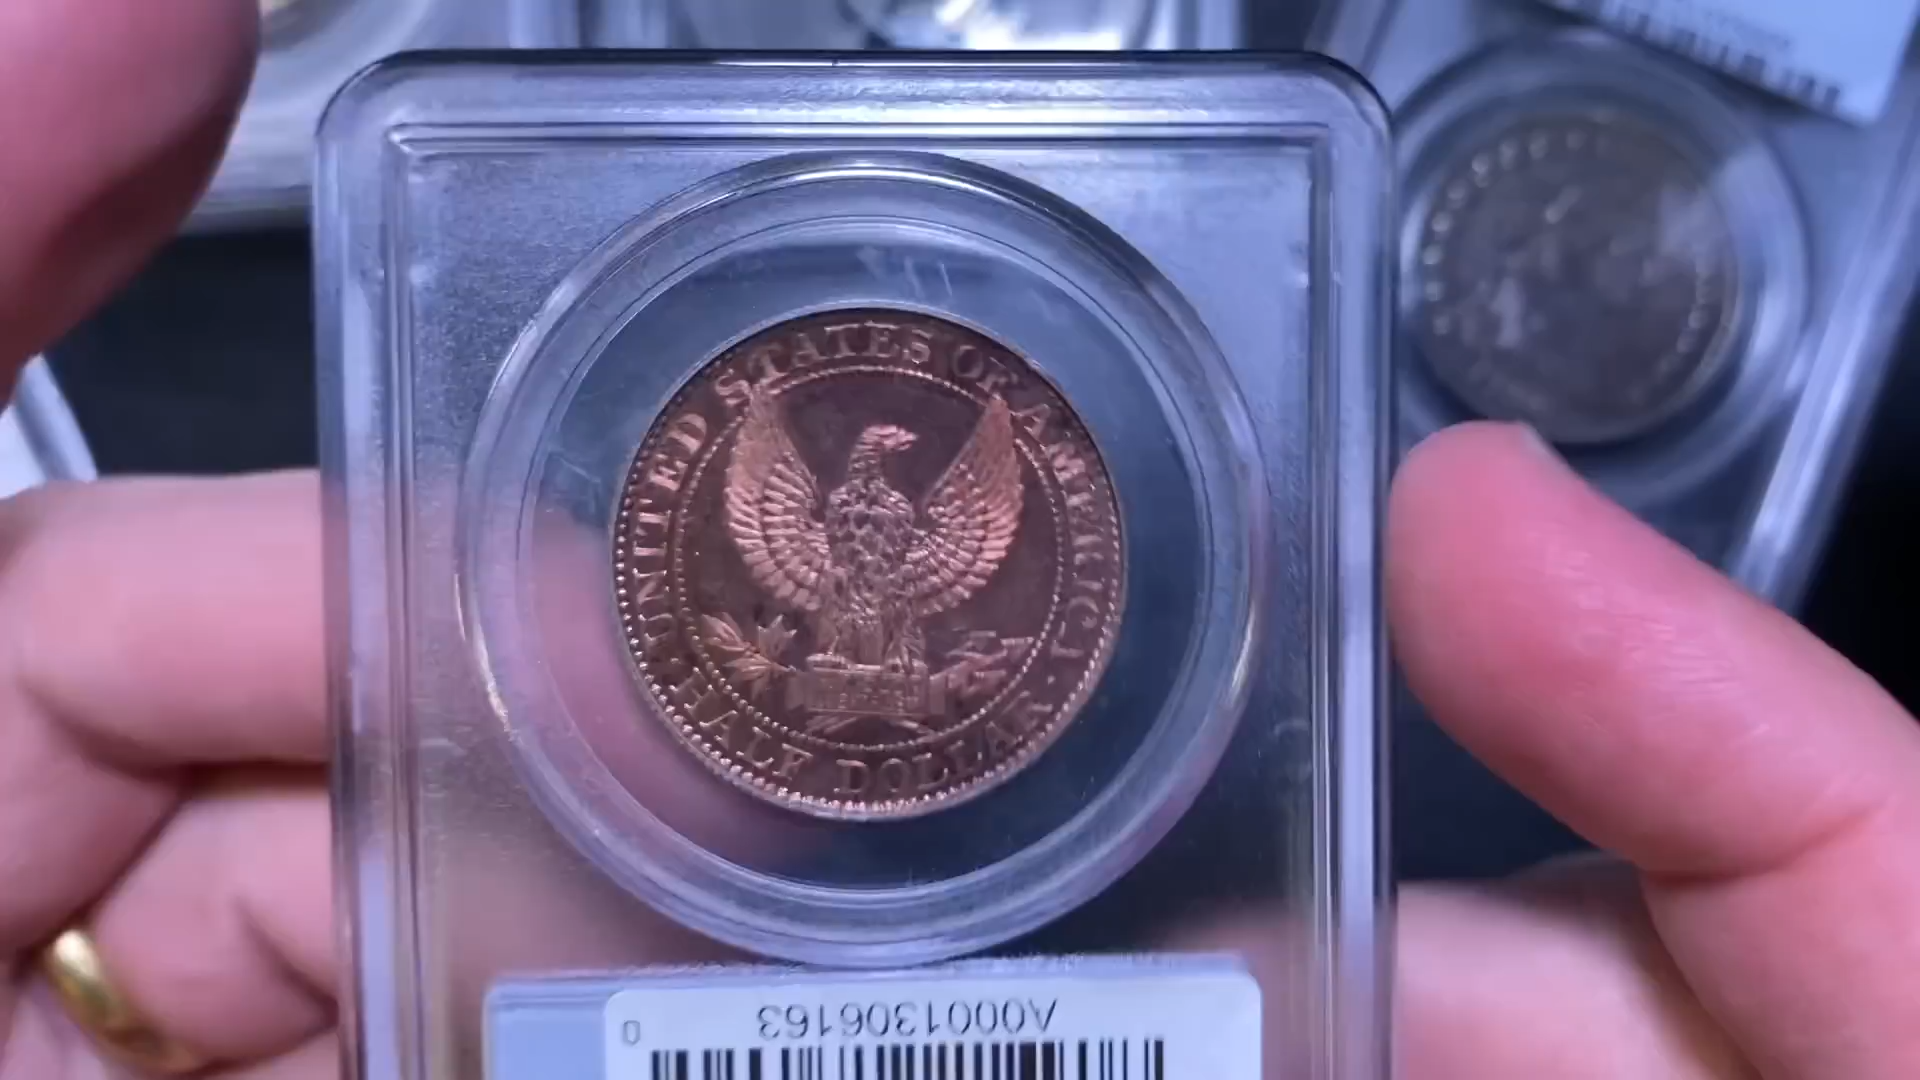 UNITED STATES OF AMERICA
HALF DOLLAR
A0001306163
0